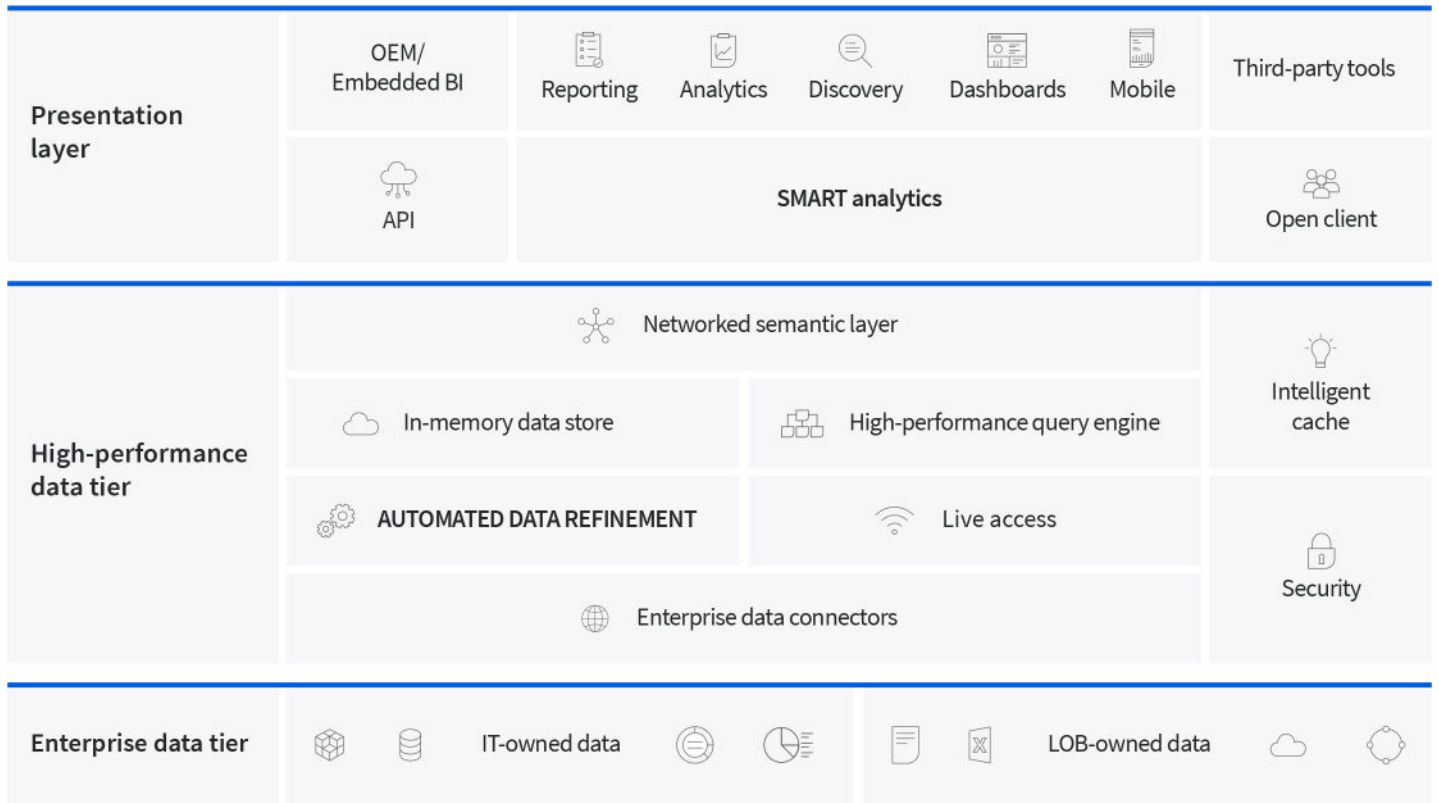 Presentation
layer
OEM/
Embedded BI
Reporting
Analytics
Discovery
Dashboards
Mobile
Third-party tools
API
SMART analytics
Open client
High-performance
data tier
Networked semantic layer
In-memory data store
High-performance query engine
Intelligent
cache
AUTOMATED DATA REFINEMENT
Live access
Security
Enterprise data connectors
Enterprise data tier
IT-owned data
X
LOB-owned data